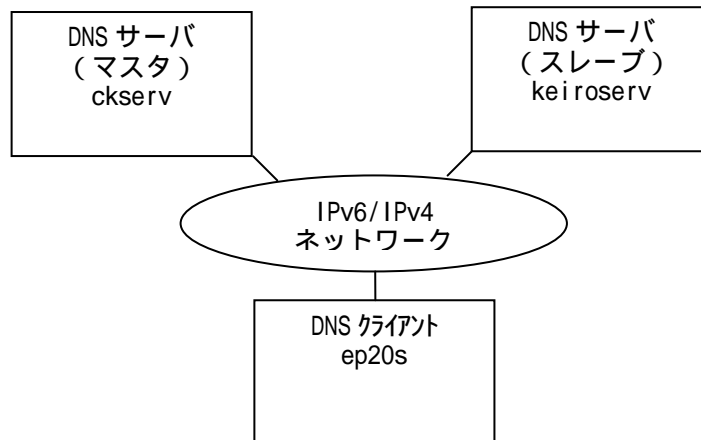 DNS サーバ
(マスタ)
ckserv
DNS サーバ
(スレーブ)
keiroserv
IPv6/IPv4
ネットワーク
DNS クライアント
ep20s